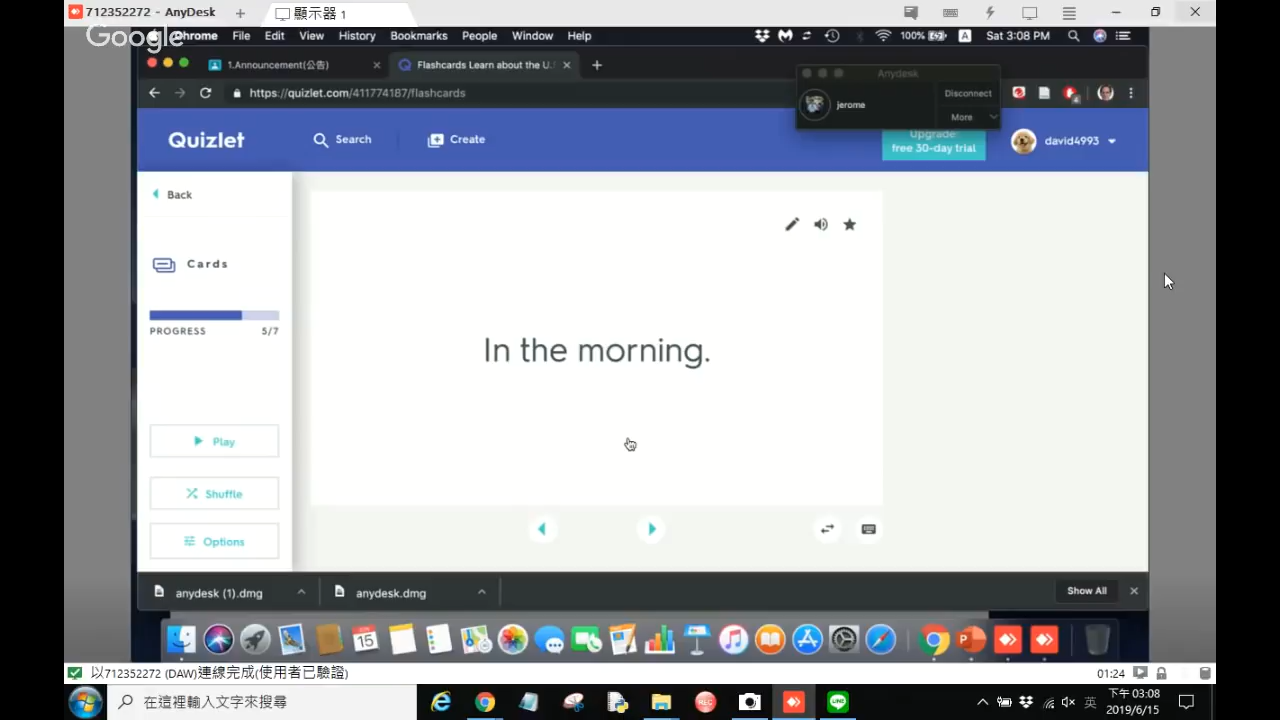 712352272 - AnyDesk
顯示器 1
Google
Chrome File Edit View History Bookmarks People Window Help
100%
A
Sat 3:08 PM
1.Announcement(公告)
Flashcards Learn about the U.
https://quizlet.com/411774187/flashcards
Anydesk
jerome
Disconnect
More
Quizlet
Search
Create
Upgrade:
free 30-day trial
david4993
Back
Cards
PROGRESS 5/7
In the morning.
Play
Shuffle
Options
anydesk (1).dmg
anydesk.dmg
Show All
15
以712352272 (DAW)連線完成(使用者已驗證)
01:24
在這裡輸入文字來搜尋
REC
LINE
英
下午 03:08
2019/6/15